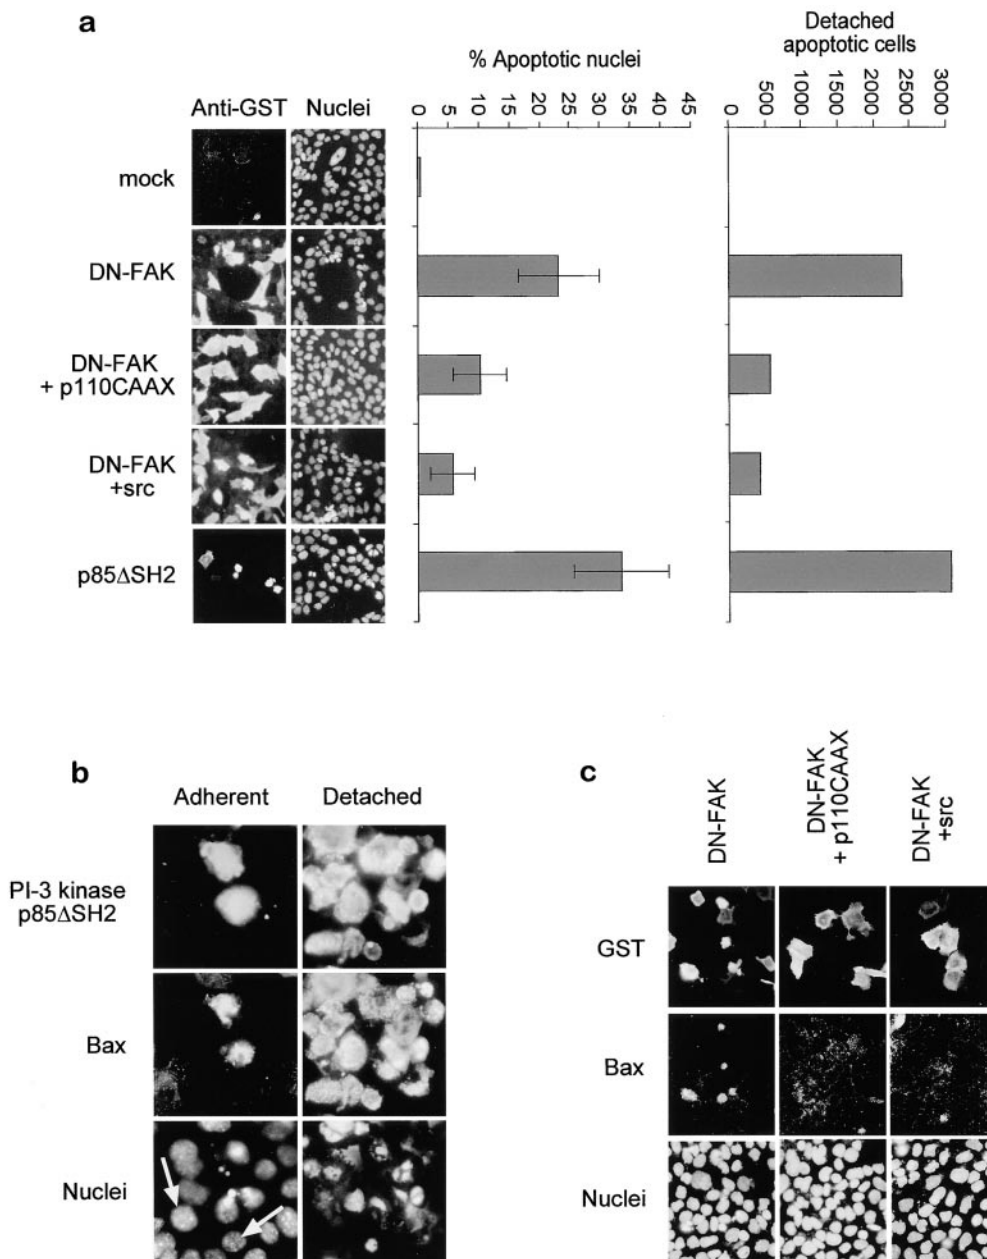 a
% Apoptotic nuclei
Detached
apoptotic cells
0 5 10 15 20 25 30 35 40 45
0 500 1000 1500 2000 2400 3000
Anti-GST Nuclei
mock
DN-FAK
DN-FAK
+ p110CAAX
DN-FAK
+src
p85ΔSH2
b
Adherent Detached
PI-3 kinase
p85ΔSH2
Bax
Nuclei
c
DN-FAK
DN-FAK
+ p110CAAX
DN-FAK
+src
GST
Bax
Nuclei